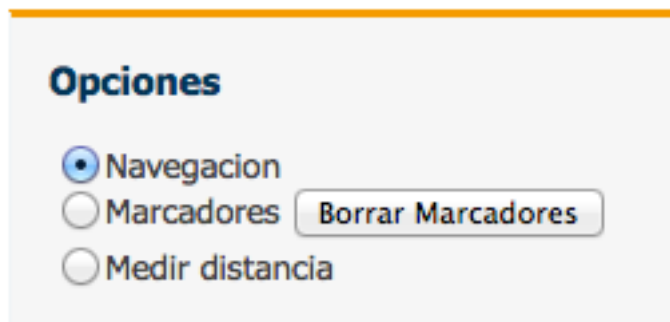 Opciones
Navegacion
Marcadores Borrar Marcadores
Medir distancia